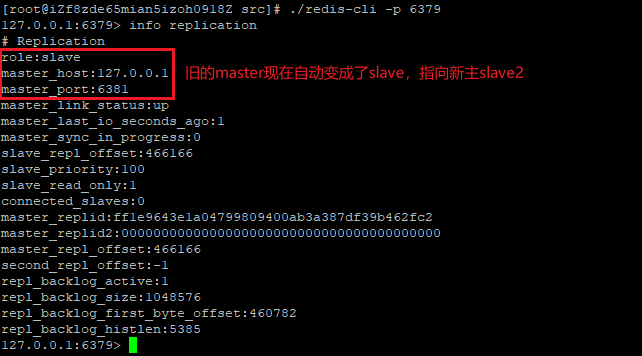 [root@iZf8zde65mian5izoh0918Z src]# ./redis-cli -p 6379
127.0.0.1:6379> info replication
# Replication
role:slave
master_host:127.0.0.1
旧的master现在自动变成了slave，指向新主slave2
master_port:6381
master_link_status:up
master_last_io_seconds_ago:1
master_sync_in_progress:0
slave_repl_offset:466166
slave_priority:100
slave_read_only:1
connected_slaves:0
master_replid:ff1e9643e1a04799809400ab3a387df39b462fc2
master_replid2:0000000000000000000000000000000000000000
master_repl_offset:466166
second_repl_offset:-1
repl_backlog_active:1
repl_backlog_size:1048576
repl_backlog_first_byte_offset:460782
repl_backlog_histlen:5385
127.0.0.1:6379>